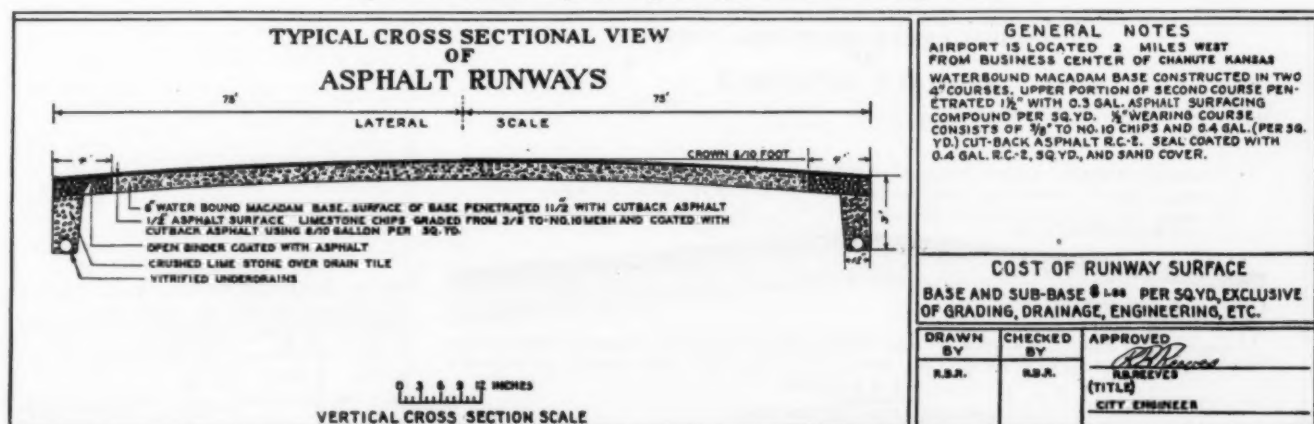 TYPICAL CROSS SECTIONAL VIEW
OF
ASPHALT RUNWAYS
75' 75'
LATERAL SCALE
CROWN 8/10 FOOT
8" WATER BOUND MACADAM BASE. SURFACE OF BASE PENETRATED 1 1/2" WITH CUTBACK ASPHALT
1/2" ASPHALT SURFACE LIMESTONE CHIPS GRADED FROM 3/8 TO-NO.10 MESH AND COATED WITH
CUTBACK ASPHALT USING 8/10 GALLON PER SQ.YD.
OPEN BINDER COATED WITH ASPHALT
CRUSHED LIME STONE OVER DRAIN TILE
VITRIFIED UNDERDRAINS
12"
0 3 6 9 12 INCHES
VERTICAL CROSS SECTION SCALE
GENERAL NOTES
AIRPORT IS LOCATED 2 MILES WEST
FROM BUSINESS CENTER OF CHANUTE KANSAS
WATERBOUND MACADAM BASE CONSTRUCTED IN TWO
4" COURSES. UPPER PORTION OF SECOND COURSE PEN-
ETRATED 1½" WITH 0.3 GAL. ASPHALT SURFACING
COMPOUND PER SQ.YD. ½" WEARING COURSE
CONSISTS OF 3/8" TO NO. 10 CHIPS AND 0.4 GAL. (PER SQ.
YD.) CUT-BACK ASPHALT R.C.-2. SEAL COATED WITH
0.4 GAL. R.C.-2, SQ.YD., AND SAND COVER.
COST OF RUNWAY SURFACE
BASE AND SUB-BASE $ PER SQ.YD, EXCLUSIVE
OF GRADING, DRAINAGE, ENGINEERING, ETC.
DRAWN BY
R.B.R.
CHECKED BY
R.B.R.
APPROVED
R.B. Reeves
R.B. REEVES
(TITLE)
CITY ENGINEER